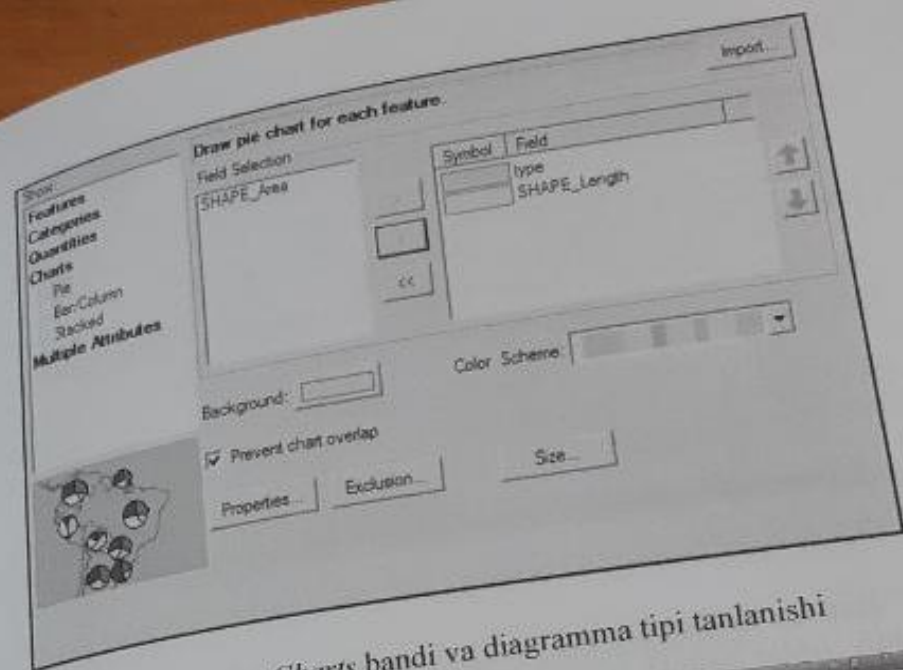 Import...
Draw pie chart for each feature.
Show:
Features
Categories
Quantities
Charts
Pie
Bar/Column
Stacked
Multiple Attributes
Field Selection
SHAPE_Area
<<
Symbol Field
type
SHAPE_Length
Background:
Color Scheme:
Prevent chart overlap
Properties...
Exclusion...
Size...
Charts bandi va diagramma tipi tanlanishi